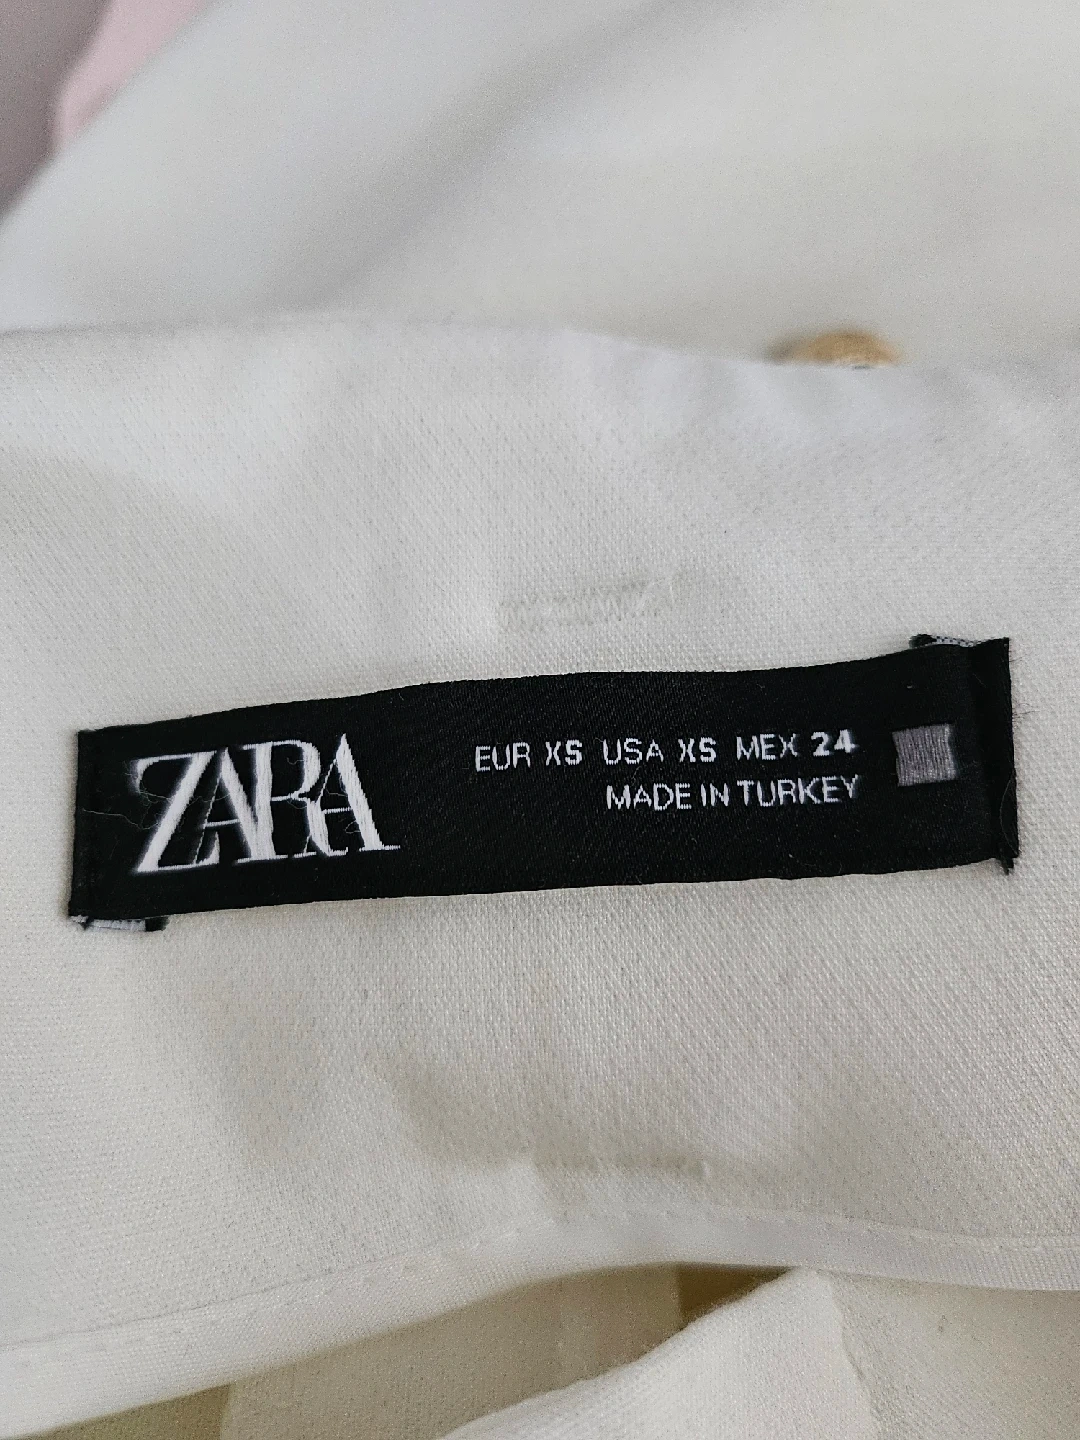 ZARA
EUR XS USA XS MEX 24
MADE IN TURKEY